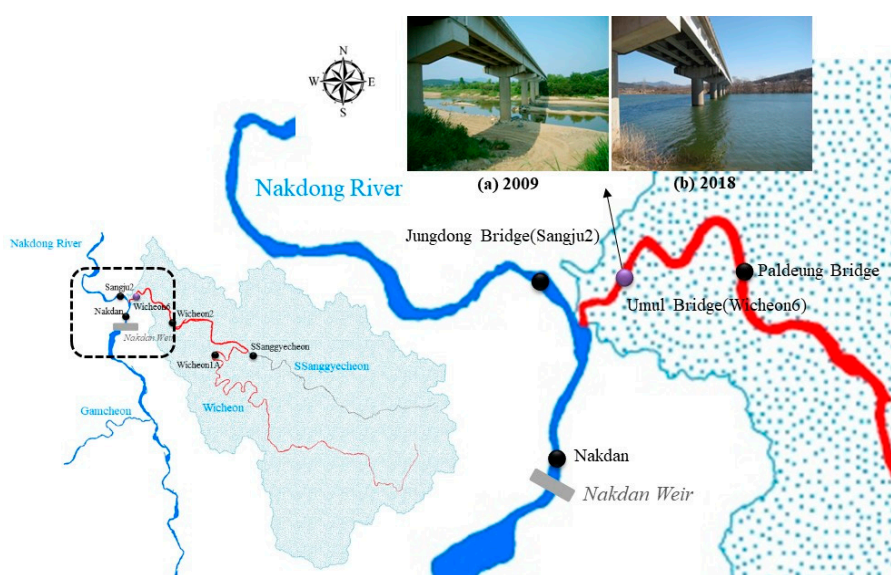 N
W E
S
(a) 2009
(b) 2018
Nakdong River
Jungdong Bridge(Sangju2)
Paldeung Bridge
Umul Bridge(Wicheon6)
Nakdan
Nakdan Weir
Nakdong River
Sangju2
Wicheon6
Nakdan
Wicheon2
Nakdan Weir
SSanggyecheon
Wicheon1A
SSanggyecheon
Wicheon
Gamcheon